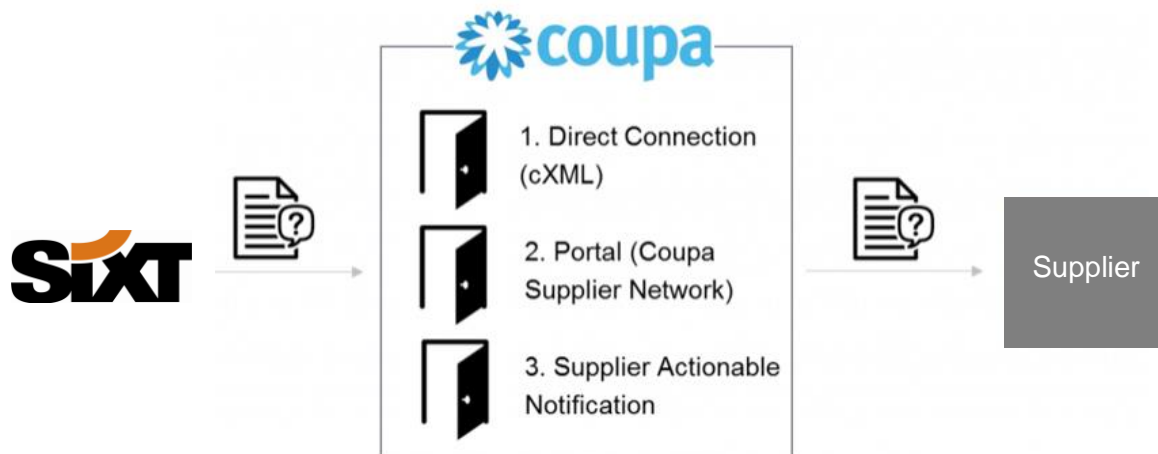 coupa
1. Direct Connection
(cXML)
?
?
SiXT
2. Portal (Coupa
Supplier Network)
Supplier
3. Supplier Actionable
Notification